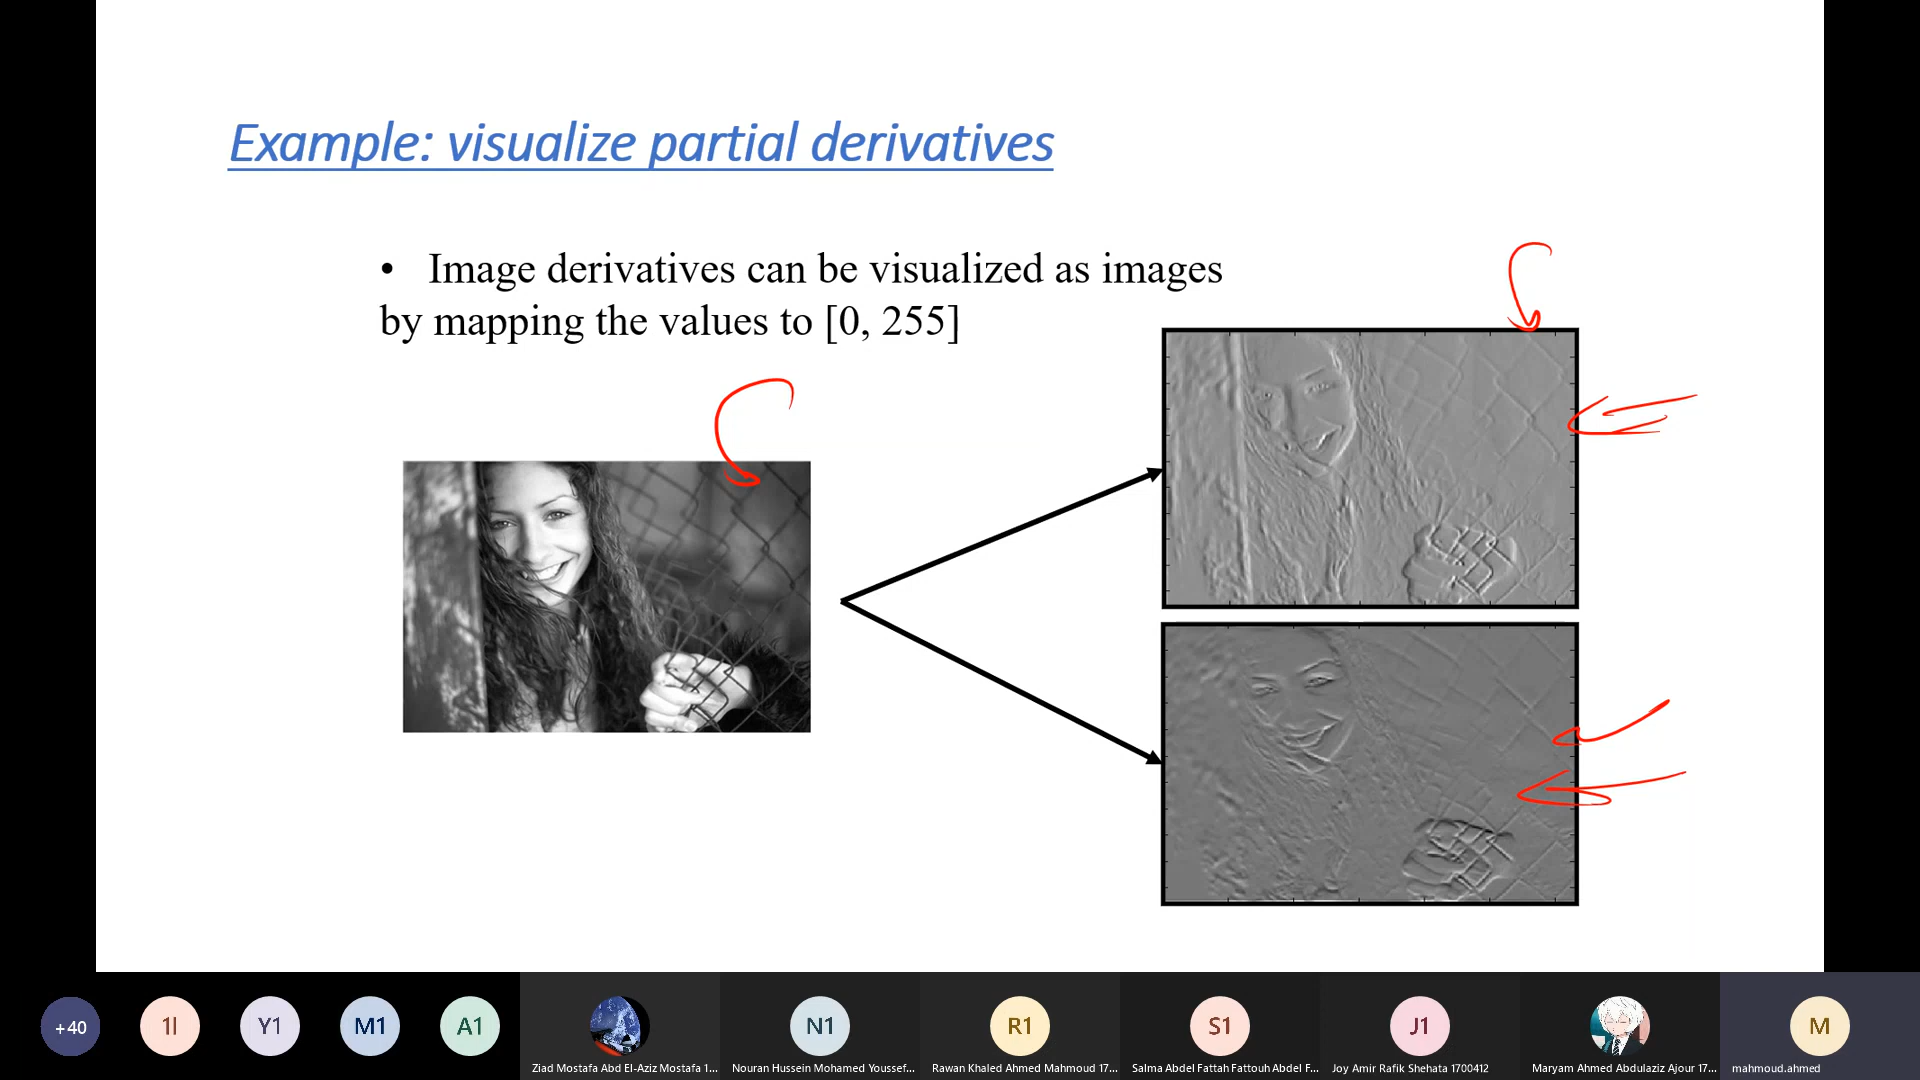 Example: visualize partial derivatives
• Image derivatives can be visualized as images
by mapping the values to [0, 255]
+40
1I
Y1
M1
A1
N1
R1
S1
J1
M
Ziad Mostafa Abd El-Aziz Mostafa 1...
Nouran Hussein Mohamed Youssef...
Rawan Khaled Ahmed Mahmoud 17...
Salma Abdel Fattah Fattouh Abdel F...
Joy Amir Rafik Shehata 1700412
Maryam Ahmed Abdulaziz Ajour 17...
mahmoud.ahmed